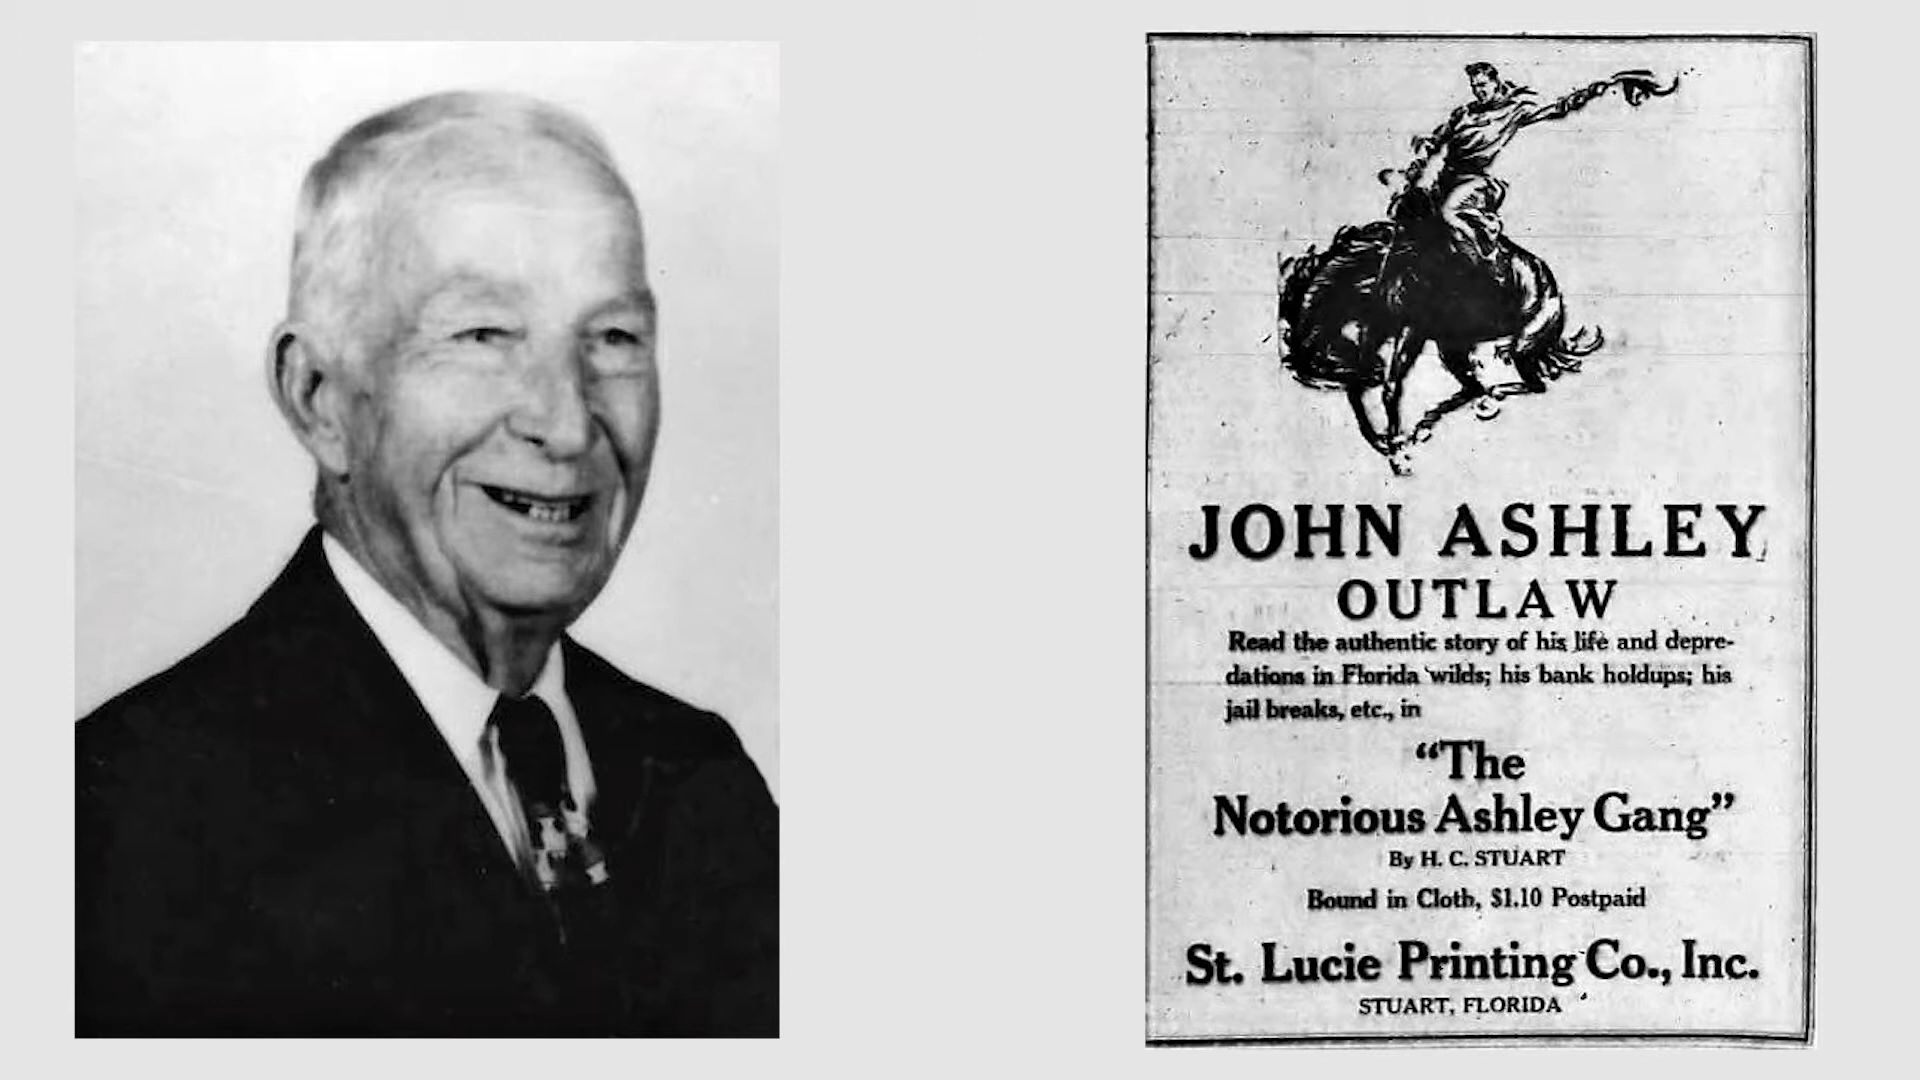 JOHN ASHLEY
OUTLAW
Read the authentic story of his life and depre-
dations in Florida wilds; his bank holdups; his
jail breaks, etc., in
“The
Notorious Ashley Gang”
By H. C. STUART
Bound in Cloth, $1.10 Postpaid
St. Lucie Printing Co., Inc.
STUART, FLORIDA